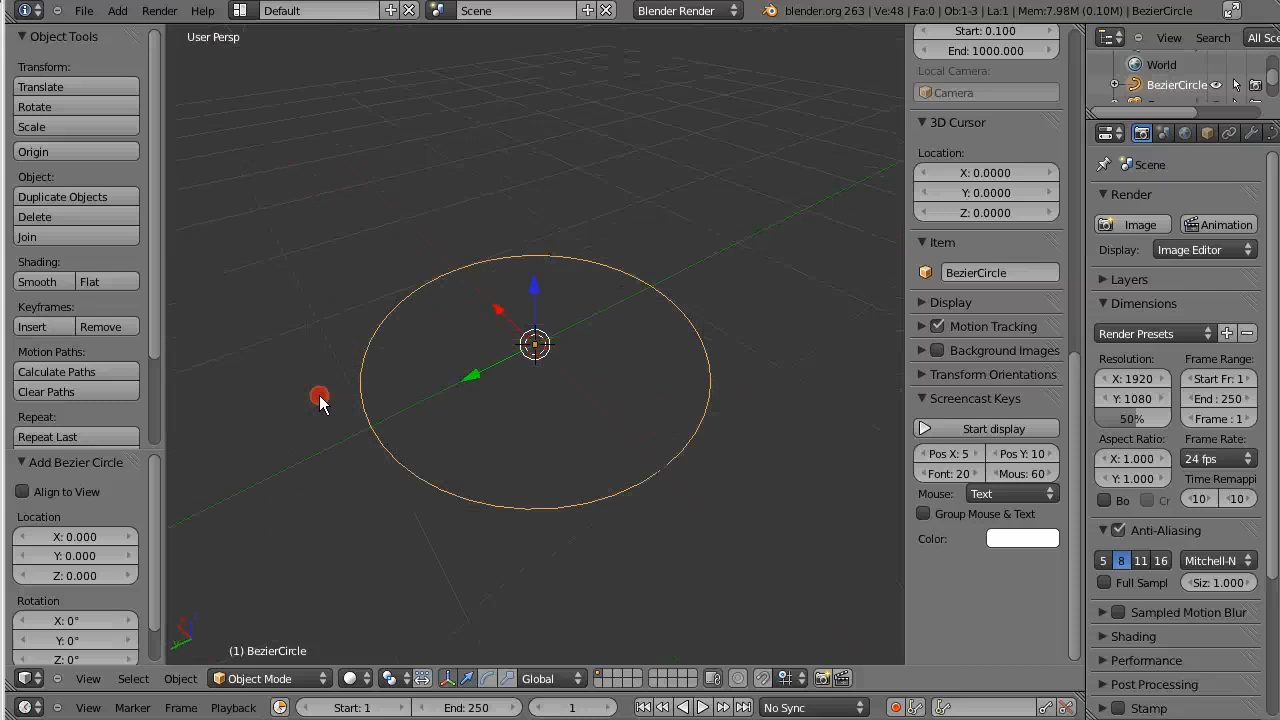 File Add Render Help Default Scene Blender Render blender.org 263 | Ve:48 | Fa:0 | Ob:1-3 | La:1 | Mem:7.98M (0.10M) | BezierCircle
Object Tools
Transform:
Translate
Rotate
Scale
Origin
Object:
Duplicate Objects
Delete
Join
Shading:
Smooth Flat
Keyframes:
Insert Remove
Motion Paths:
Calculate Paths
Clear Paths
Repeat:
Repeat Last
Add Bezier Circle
Align to View
Location
X: 0.000
Y: 0.000
Z: 0.000
Rotation
X: 0°
Y: 0°
Z: 0°
User Persp
(1) BezierCircle
View Select Object Object Mode Global
Start: 0.100
End: 1000.000
Local Camera:
Camera
3D Cursor
Location:
X: 0.0000
Y: 0.0000
Z: 0.0000
Item
BezierCircle
Display
Motion Tracking
Background Images
Transform Orientations
Screencast Keys
Start display
Pos X: 5 Pos Y: 10
Font: 20 Mous: 60
Mouse: Text
Group Mouse & Text
Color:
View Search All Sce
World
BezierCircle
Scene
Render
Image Animation
Display: Image Editor
Layers
Dimensions
Render Presets
Resolution: Frame Range:
X: 1920 Start Fr: 1
Y: 1080 End : 250
50% Frame : 1
Aspect Ratio: Frame Rate:
X: 1.000 24 fps
Y: 1.000 Time Remappi
Bo Cr 10 10
Anti-Aliasing
5 8 11 16 Mitchell-N
Full Sampl Siz: 1.000
Sampled Motion Blur
Shading
Performance
Post Processing
Stamp
View Marker Frame Playback Start: 1 End: 250 1 No Sync